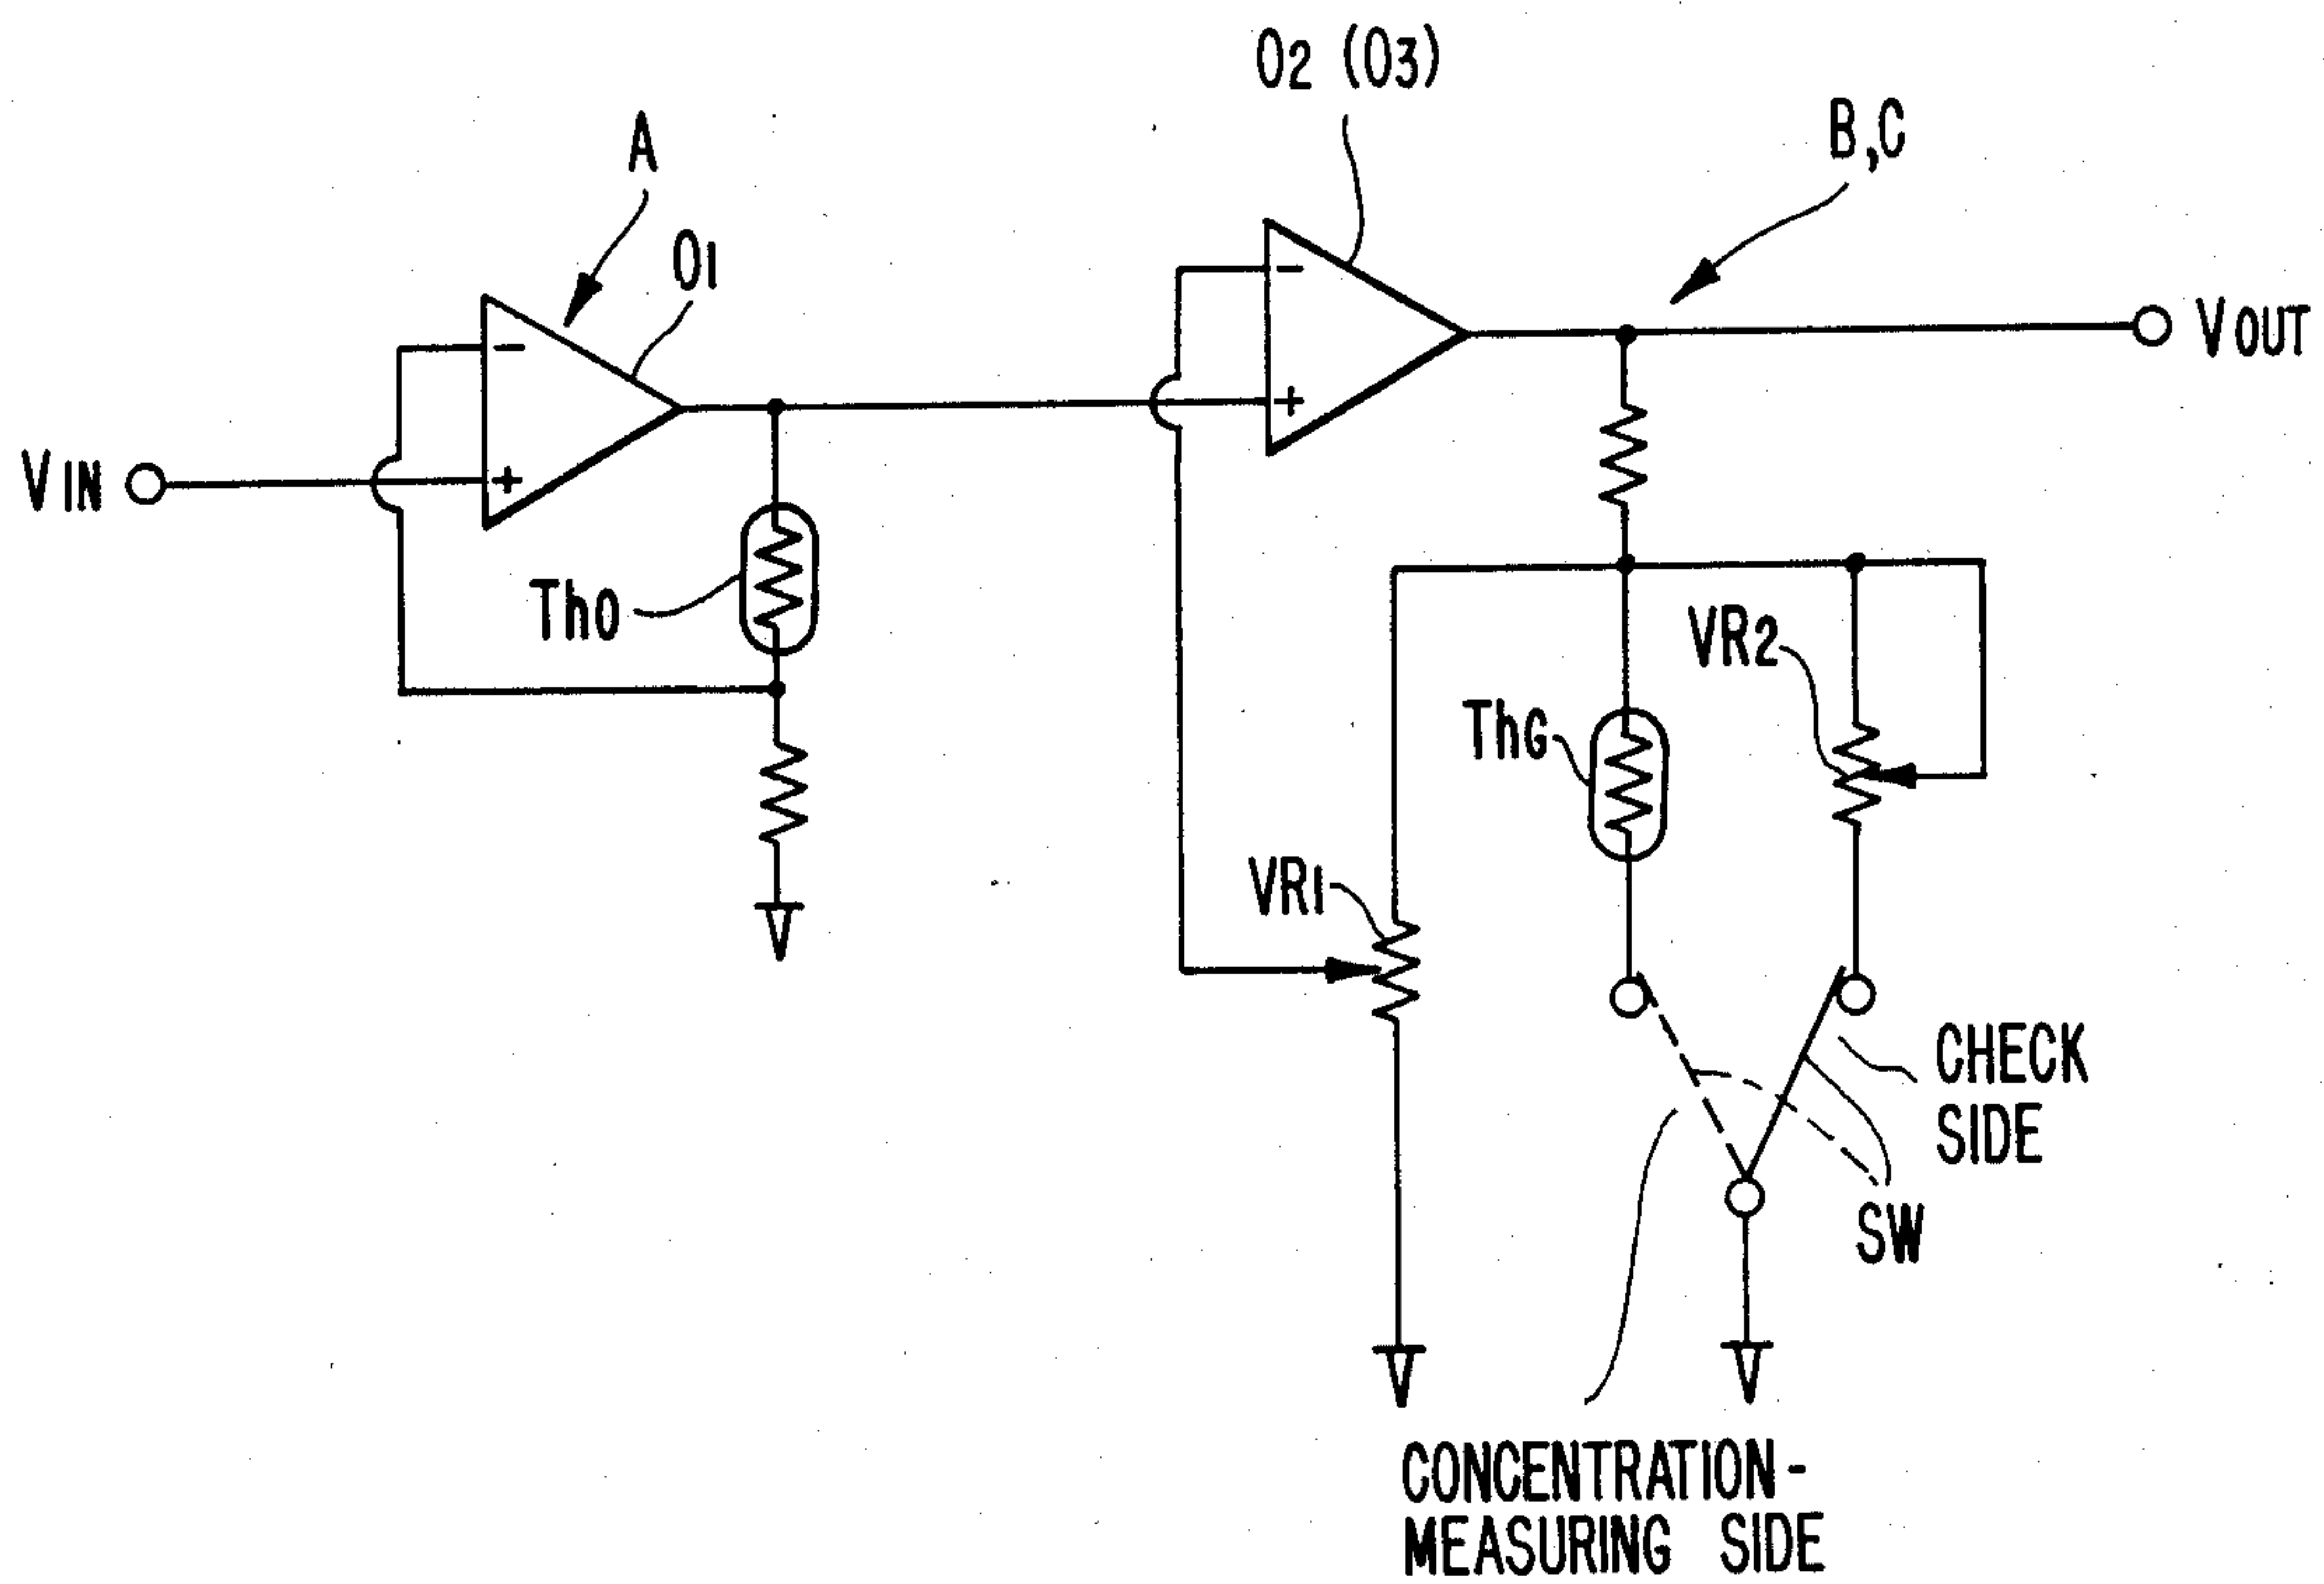 O2 (O3)
A
B,C
O1
VOUT
VIN
-
+
-
+
Th0
VR2
ThG
VR1
CHECK
SIDE
SW
CONCENTRATION-
MEASURING SIDE